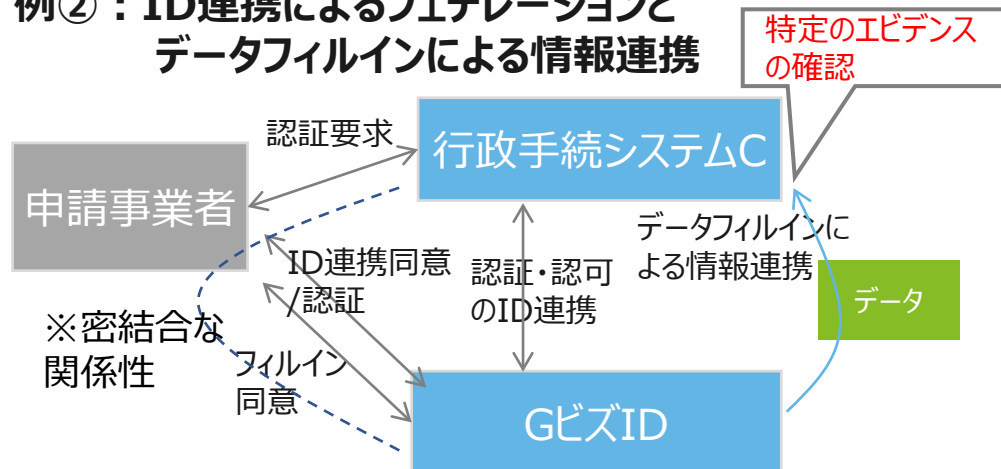 例②：ID連携によるフェデレーションと
データフィルインによる情報連携
特定のエビデンス
の確認
認証要求
行政手続システムC
申請事業者
データフィルインに
よる情報連携
ID連携同意
/認証
認証・認可
のID連携
データ
※密結合な
関係性
フィルイン
同意
GビズID